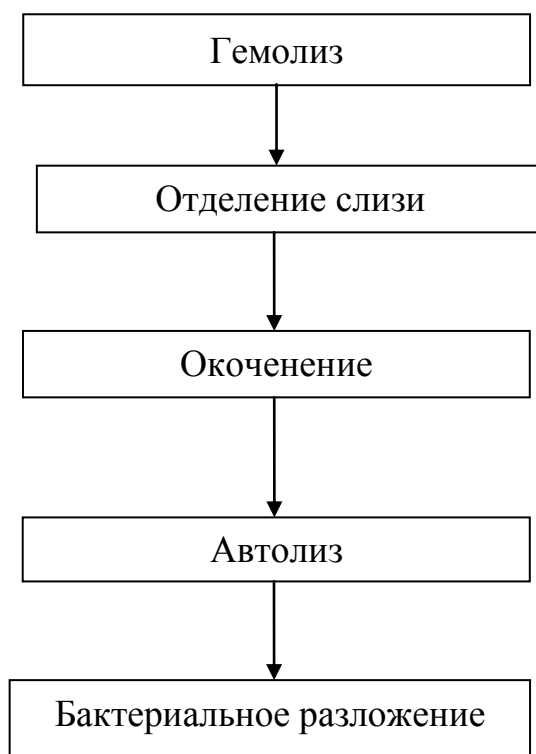 Гемолиз
Отделение слизи
Окоченение
Автолиз
Бактериальное разложение